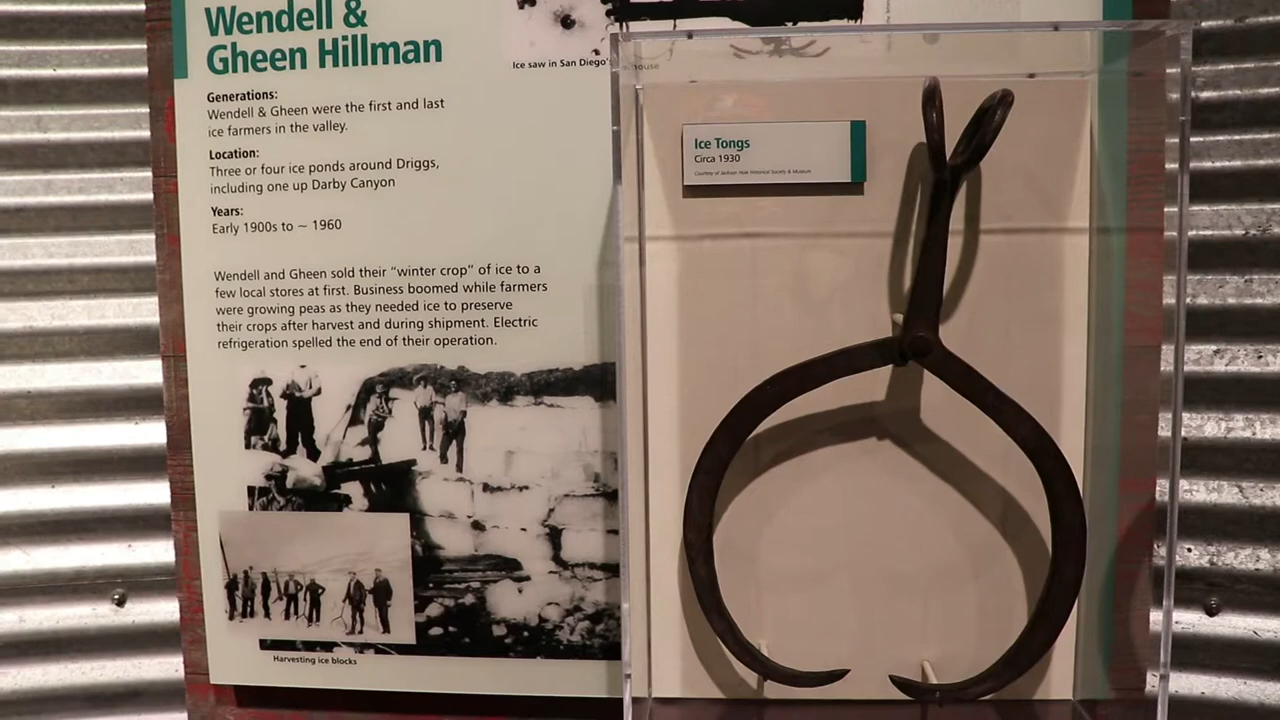 Wendell &
Gheen Hillman
Generations:
Wendell & Gheen were the first and last
ice farmers in the valley.
Location:
Three or four ice ponds around Driggs,
including one up Darby Canyon
Years:
Early 1900s to ~ 1960
Wendell and Gheen sold their “winter crop” of ice to a
few local stores at first. Business boomed while farmers
were growing peas as they needed ice to preserve
their crops after harvest and during shipment. Electric
refrigeration spelled the end of their operation.
Harvesting ice blocks
Ice saw in San Diego's
Ice Tongs
Circa 1930
Courtesy of Jackson Hole Historical Society & Museum